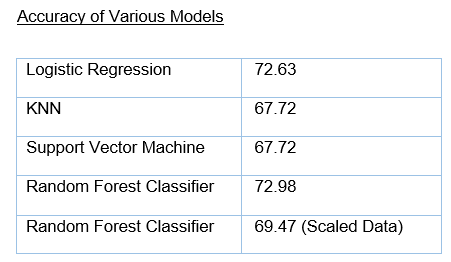 Accuracy of Various Models
Logistic Regression 72.63
KNN 67.72
Support Vector Machine 67.72
Random Forest Classifier 72.98
Random Forest Classifier 69.47 (Scaled Data)